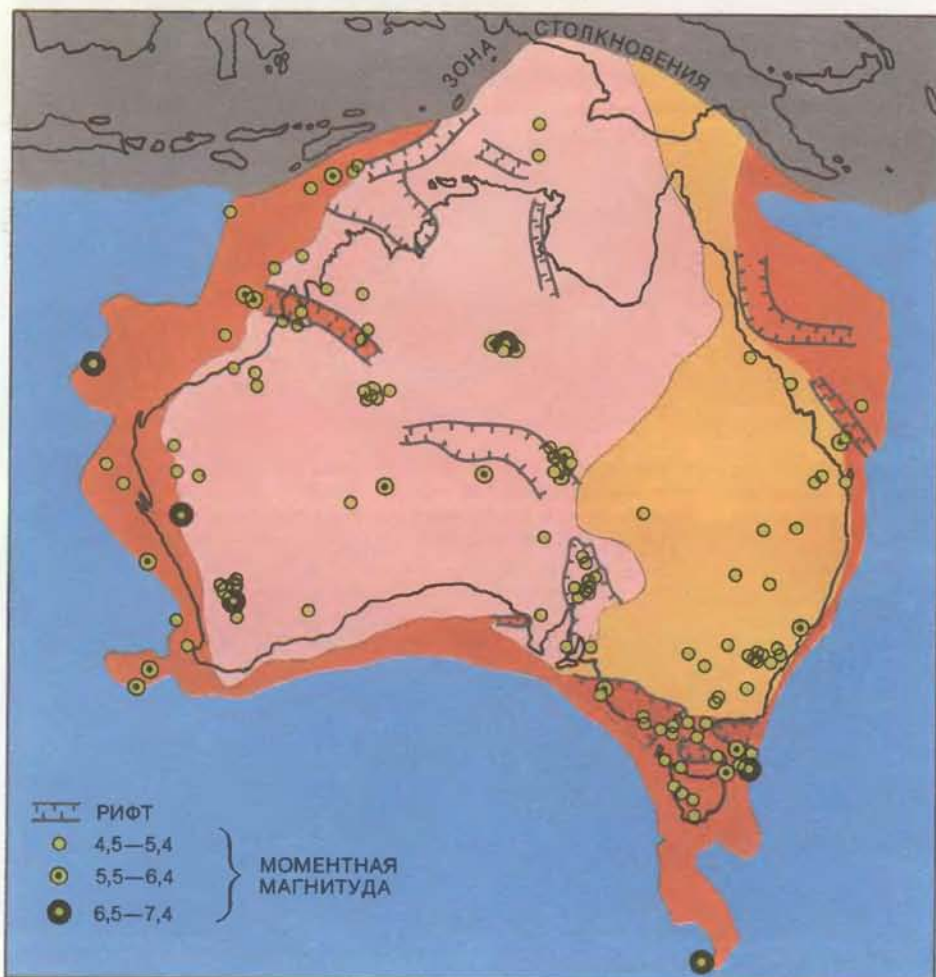 ЗОНА СТОЛКНОВЕНИЯ
РИФТ
4,5—5,4
5,5—6,4
6,5—7,4
МОМЕНТНАЯ
МАГНИТУДА